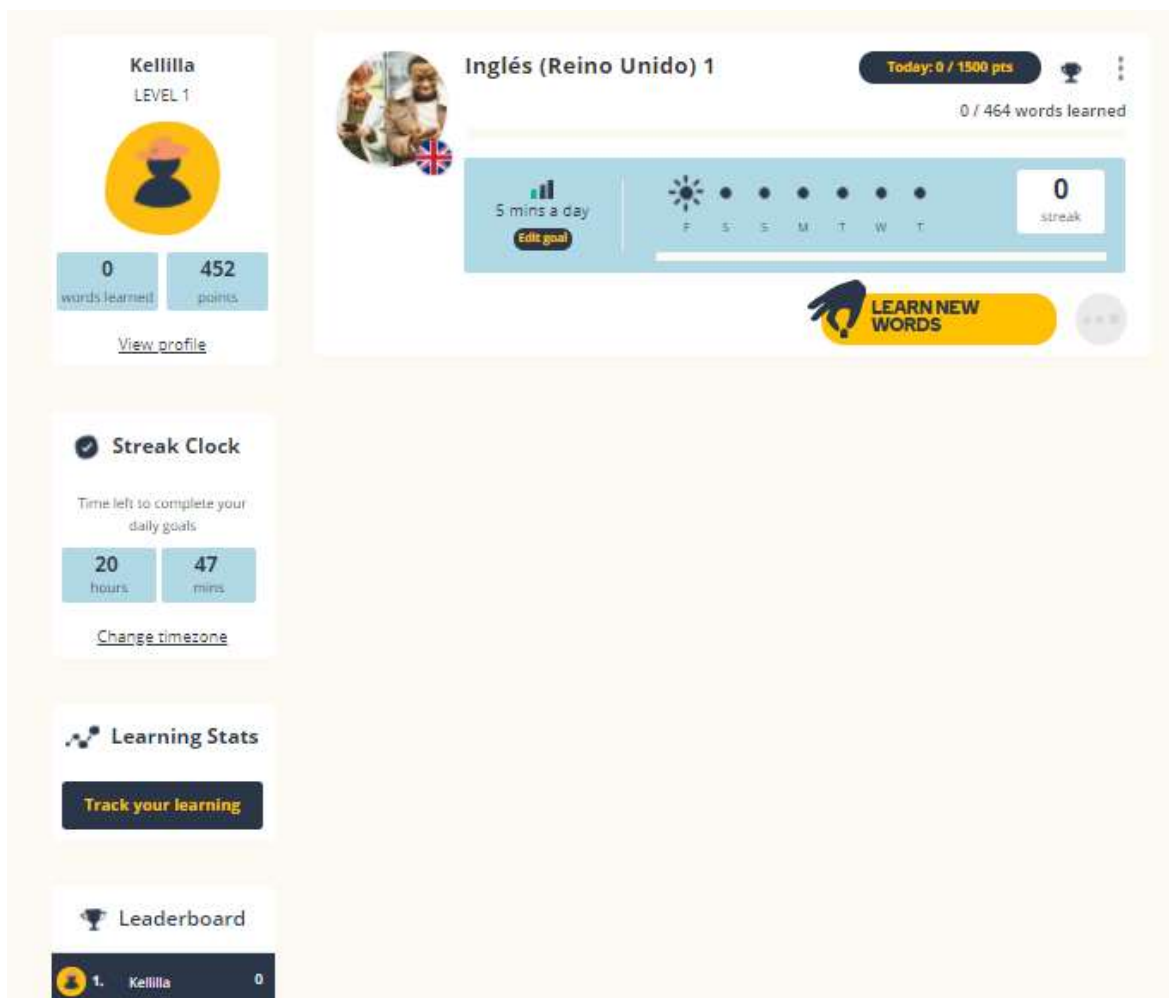 Kellilla
LEVEL 1
0
words learned
452
points
View profile
Inglés (Reino Unido) 1
Today: 0 / 1500 pts
0 / 464 words learned
5 mins a day
Edit goal
F S S M T W T
0
streak
LEARN NEW
WORDS
Streak Clock
Time left to complete your
daily goals
20
hours
47
mins
Change timezone
Learning Stats
Track your learning
Leaderboard
1. Kellilla 0